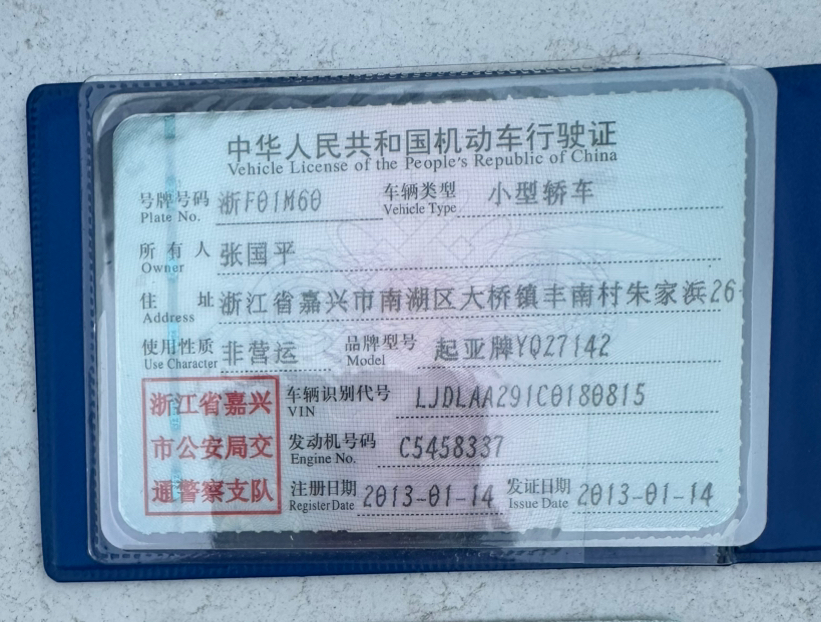 中华人民共和国机动车行驶证
Vehicle License of the People's Republic of China
号牌号码 浙F01M60 车辆类型 小型轿车
Plate No. Vehicle Type
所有人 张国平
Owner
住址 浙江省嘉兴市南湖区大桥镇丰南村朱家浜26
Address
使用性质 非营运 品牌型号 起亚牌YQZ7142
Use Character Model
浙江省嘉兴
市公安局交
通警察支队
车辆识别代号 LJDLAA291C0180815
VIN
发动机号码 C5458337
Engine No.
注册日期 2013-01-14 发证日期 2013-01-14
Register Date Issue Date